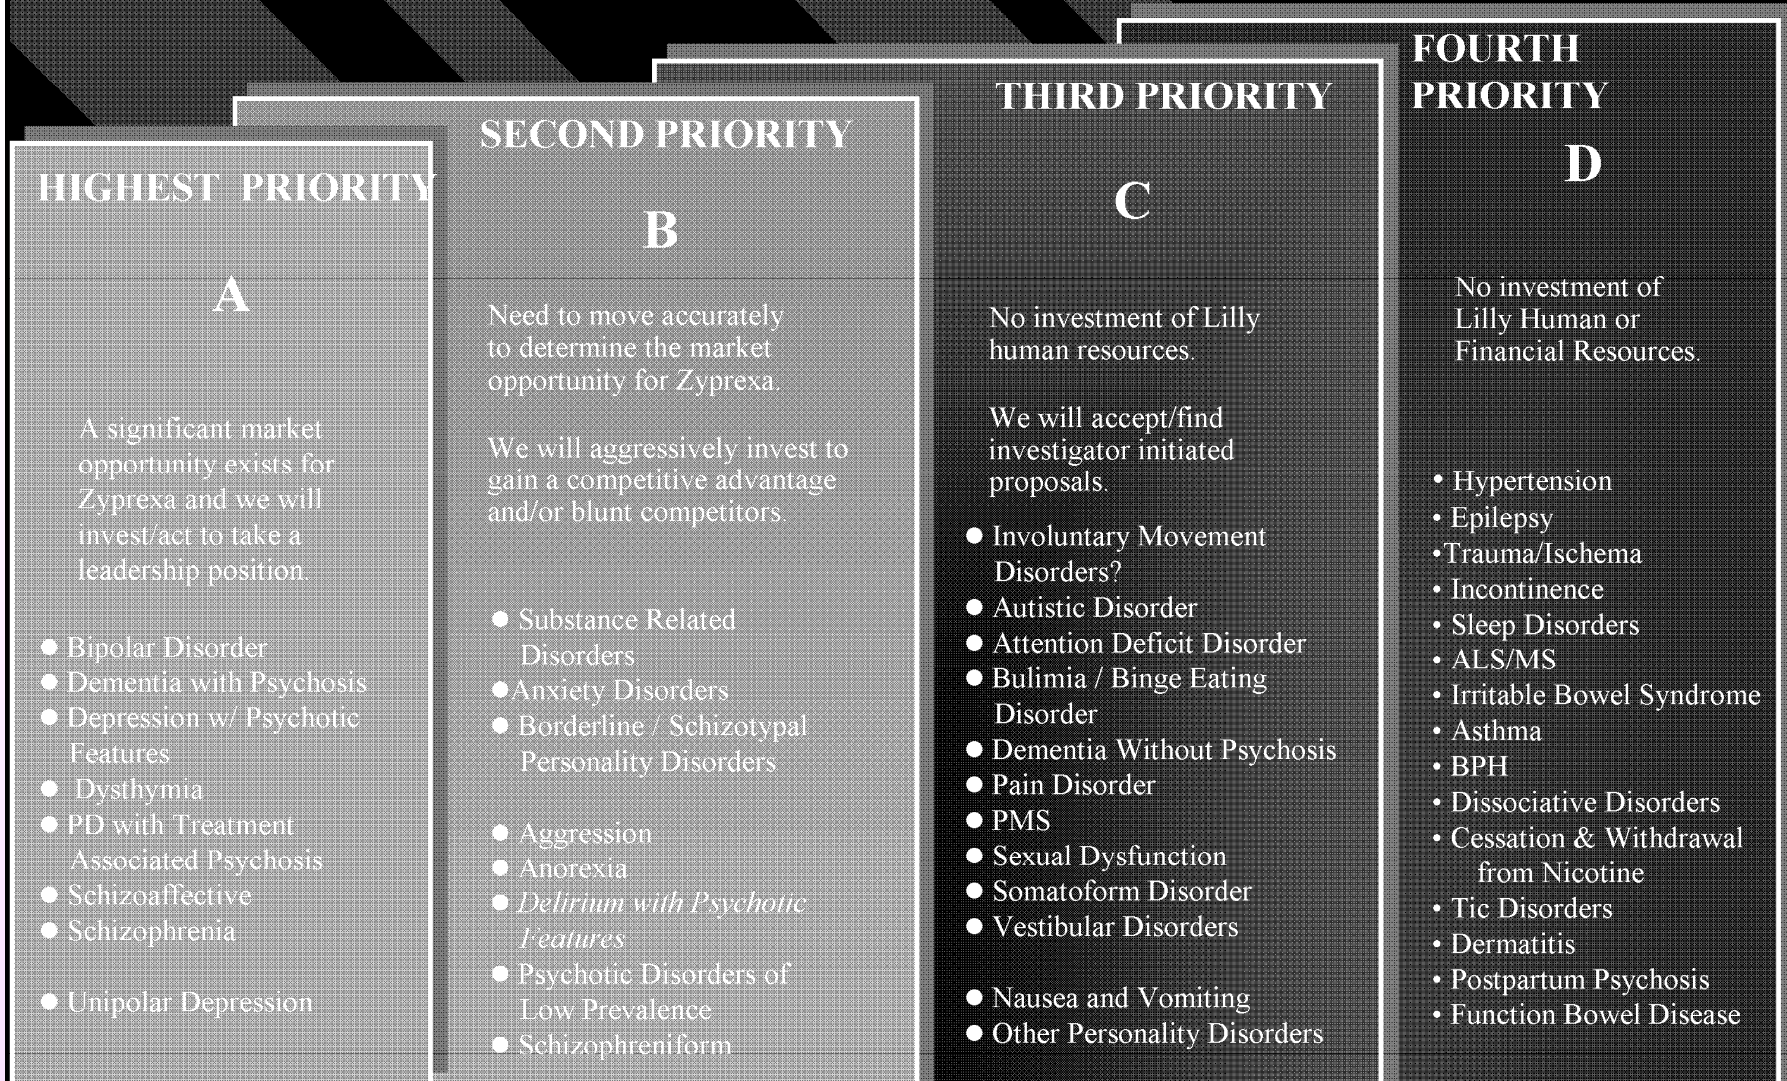 HIGHEST PRIORITY
A
A significant market
opportunity exists for
Zyprexa and we will
invest/act to take a
leadership position.
● Bipolar Disorder
● Dementia with Psychosis
● Depression w/ Psychotic
Features
● Dysthymia
● PD with Treatment
Associated Psychosis
● Schizoaffective
● Schizophrenia
● Unipolar Depression
SECOND PRIORITY
B
Need to move accurately
to determine the market
opportunity for Zyprexa.
We will aggressively invest to
gain a competitive advantage
and/or blunt competitors.
● Substance Related
Disorders
●Anxiety Disorders
● Borderline / Schizotypal
Personality Disorders
● Aggression
● Anorexia
● Delirium with Psychotic
Features
● Psychotic Disorders of
Low Prevalence
● Schizophreniform
THIRD PRIORITY
C
No investment of Lilly
human resources.
We will accept/find
investigator initiated
proposals.
● Involuntary Movement
Disorders?
● Autistic Disorder
● Attention Deficit Disorder
● Bulimia / Binge Eating
Disorder
● Dementia Without Psychosis
● Pain Disorder
● PMS
● Sexual Dysfunction
● Somatoform Disorder
● Vestibular Disorders
● Nausea and Vomiting
● Other Personality Disorders
FOURTH
PRIORITY
D
No investment of
Lilly Human or
Financial Resources.
• Hypertension
• Epilepsy
•Trauma/Ischema
• Incontinence
• Sleep Disorders
• ALS/MS
• Irritable Bowel Syndrome
• Asthma
• BPH
• Dissociative Disorders
• Cessation & Withdrawal
from Nicotine
• Tic Disorders
• Dermatitis
• Postpartum Psychosis
• Function Bowel Disease